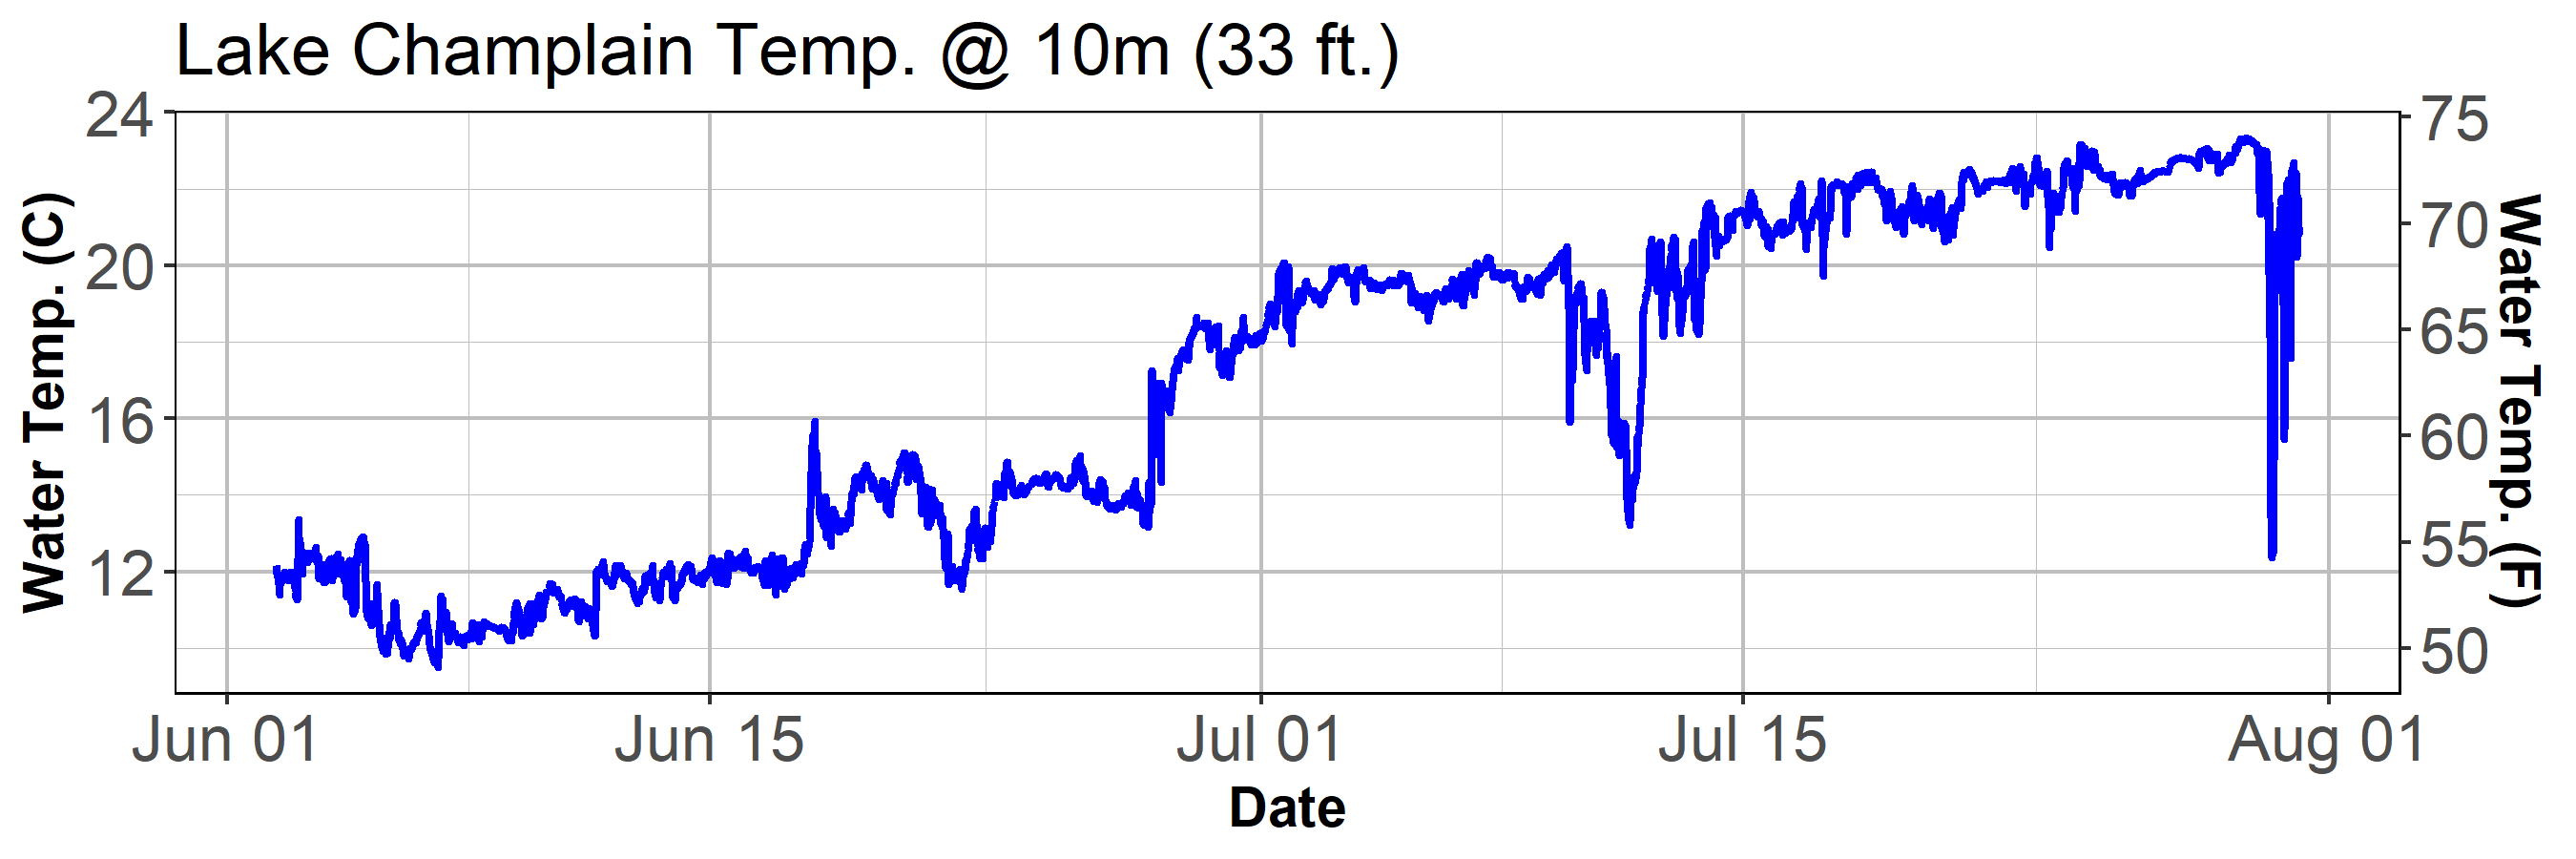 Lake Champlain Temp. @ 10m (33 ft.)
Water Temp. (C)
24
20
16
12
75
70
65
60
55
50
Water Temp. (F)
Jun 01
Jun 15
Jul 01
Jul 15
Aug 01
Date